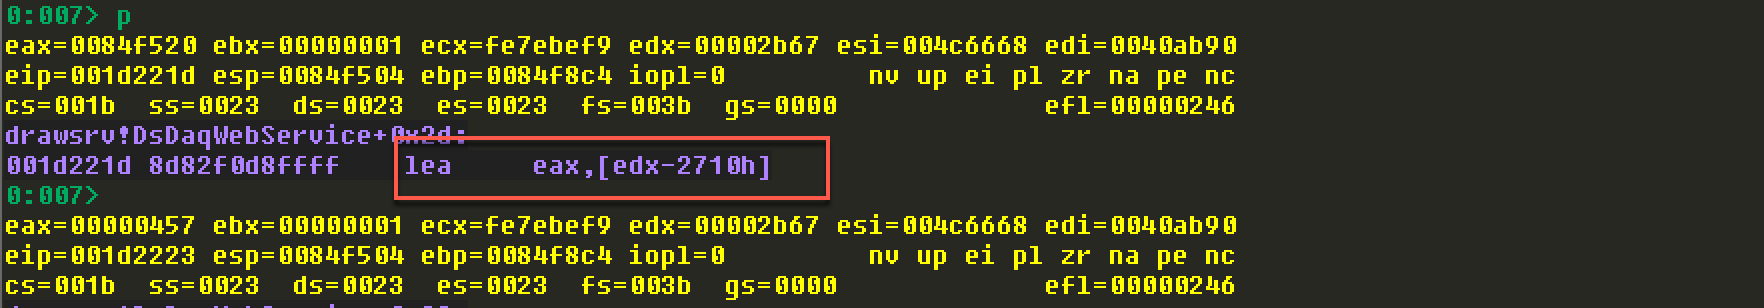 0:007> p
eax=0084f520 ebx=00000001 ecx=fe7ebef9 edx=00002b67 esi=004c6668 edi=0040ab90
eip=001d221d esp=0084f504 ebp=0084f8c4 iopl=0         nv up ei pl zr na pe nc
cs=001b  ss=0023  ds=0023  es=0023  fs=003b  gs=0000             efl=00000246
drawsrv!DsDaqWebService+0x2d:
001d221d 8d82f0d8ffff    lea     eax,[edx-2710h]
0:007>
eax=00000457 ebx=00000001 ecx=fe7ebef9 edx=00002b67 esi=004c6668 edi=0040ab90
eip=001d2223 esp=0084f504 ebp=0084f8c4 iopl=0         nv up ei pl zr na pe nc
cs=001b  ss=0023  ds=0023  es=0023  fs=003b  gs=0000             efl=00000246